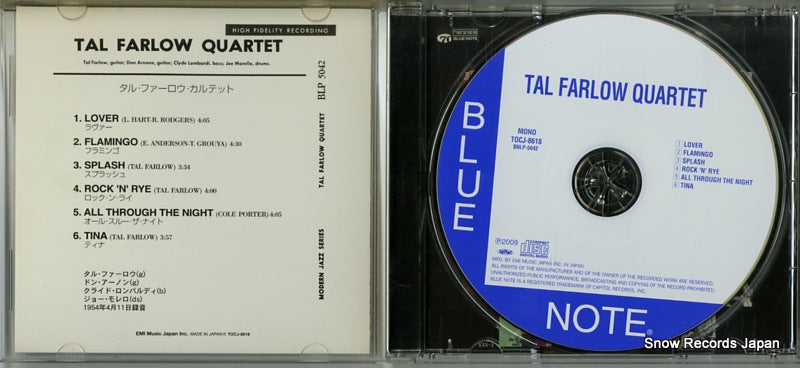 HIGH FIDELITY RECORDING
TAL FARLOW QUARTET
Tal Farlow, guitar; Don Arnone, guitar; Clyde Lombardi, bass; Joe Morello, drums.
タル・ファーロウ・カルテット
1. LOVER (L. HART-R. RODGERS) 4:05
ラヴァー
2. FLAMINGO (E. ANDERSON-T. GROUYA) 4:30
フラミンゴ
3. SPLASH (TAL FARLOW) 3:34
スプラッシュ
4. ROCK 'N' RYE (TAL FARLOW) 4:00
ロック・ン・ライ
5. ALL THROUGH THE NIGHT (COLE PORTER) 4:05
オール・スルー・ザ・ナイト
6. TINA (TAL FARLOW) 3:57
ティナ
タル・ファーロウ(g)
ドン・アーノン(g)
クライド・ロンバルディ(b)
ジョー・モレロ(ds)
1954年4月11日録音
EMI Music Japan Inc. MADE IN JAPAN TOCJ-8618
BLP 5042
TAL FARLOW QUARTET
MODERN JAZZ SERIES
BLUE NOTE
TAL FARLOW QUARTET
MONO
TOCJ-8618
BNLP-5042
1 LOVER
2 FLAMINGO
3 SPLASH
4 ROCK 'N' RYE
5 ALL THROUGH THE NIGHT
6 TINA
BLUE
℗2009
COMPACT
disc
DIGITAL AUDIO
MFD. BY EMI MUSIC JAPAN INC. IN JAPAN.
ALL RIGHTS OF THE MANUFACTURER AND OF THE OWNER OF THE RECORDED WORK ARE RESERVED.
UNAUTHORIZED PUBLIC PERFORMANCE, BROADCASTING AND COPYING OF THE RECORD PROHIBITED.
BLUE NOTE IS A REGISTERED TRADEMARK OF CAPITOL RECORDS, INC.
NOTE®
Snow Records Japan